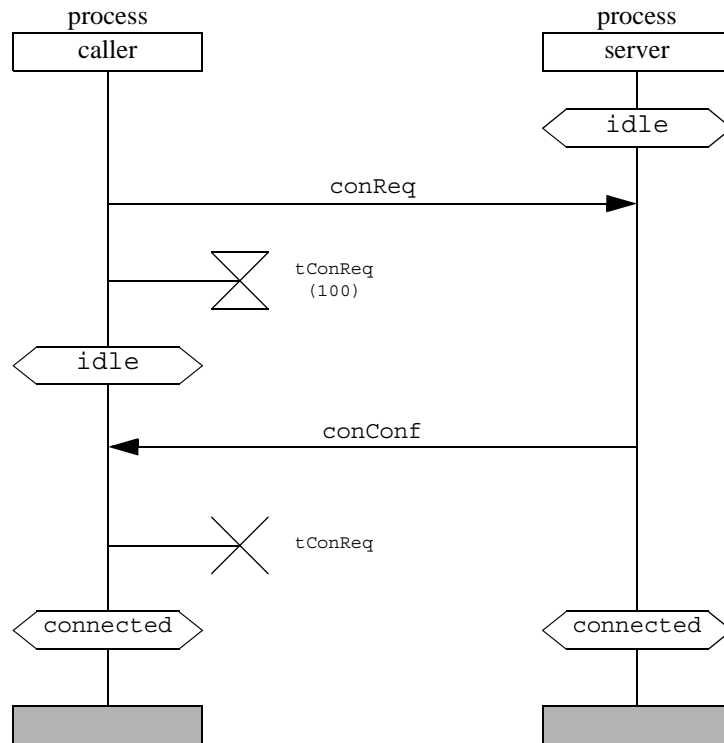 process
caller
process
server
idle
conReq
tConReq
(100)
idle
conConf
tConReq
connected
connected